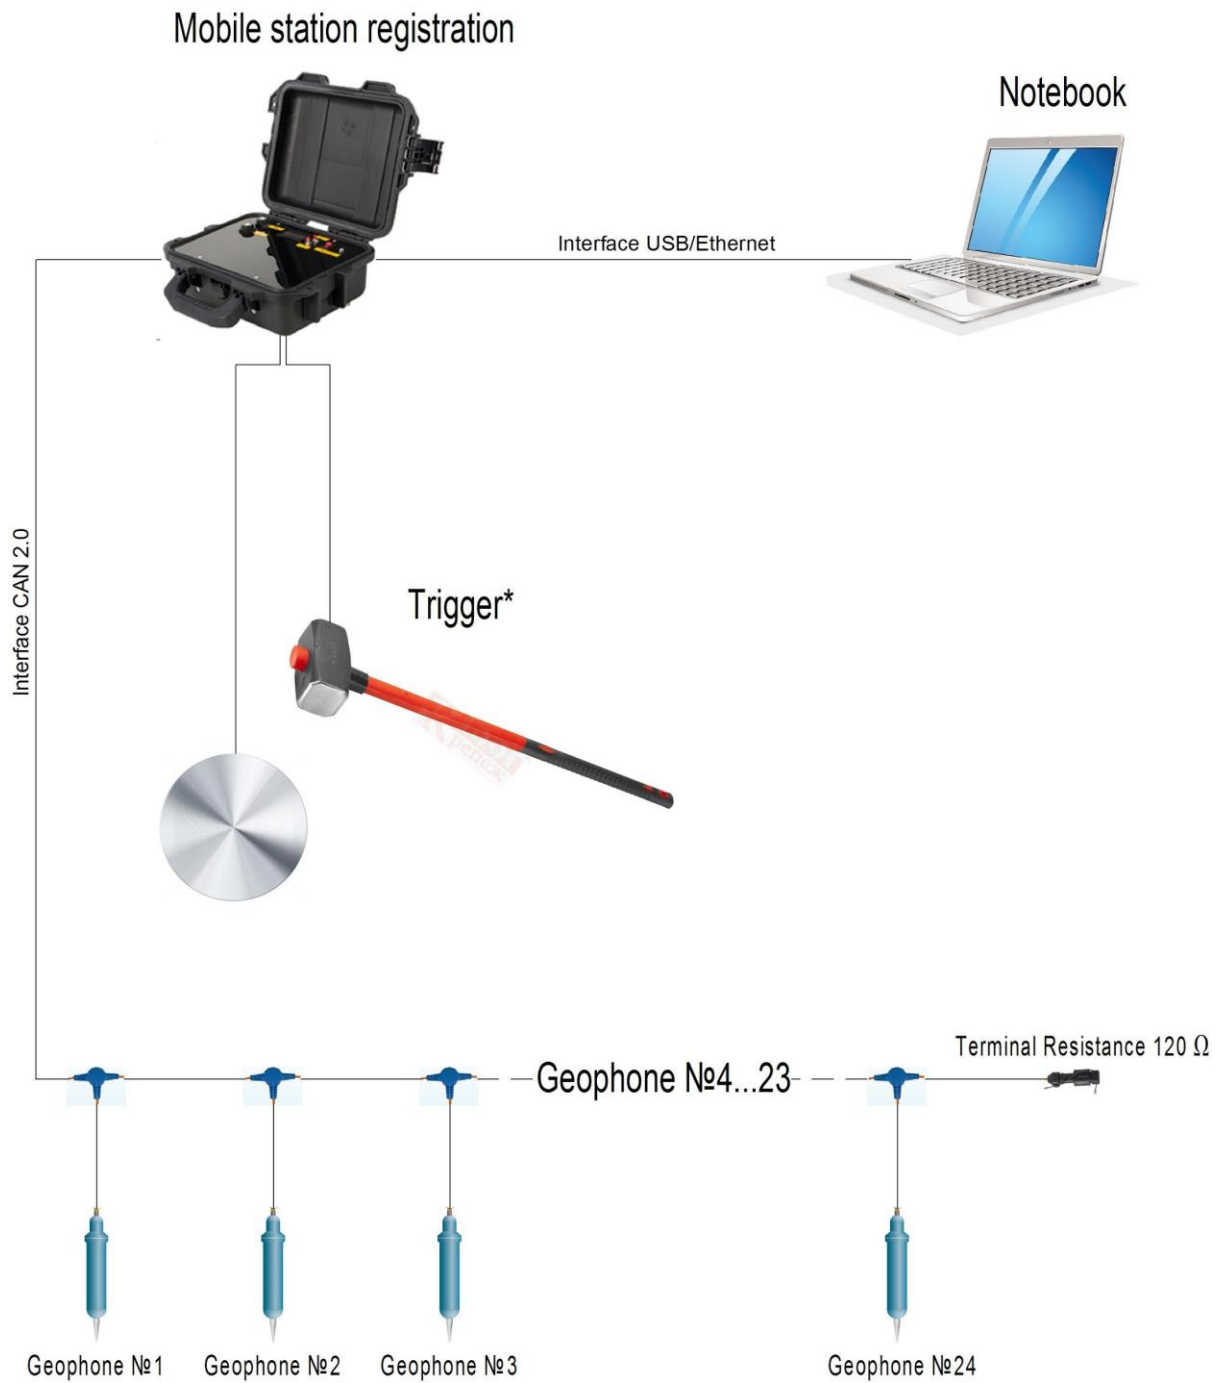 Mobile station registration
Notebook
Interface USB/Ethernet
Interface CAN 2.0
Trigger*
репеж
Terminal Resistance 120 Ω
Geophone №4...23
Geophone №1
Geophone №2
Geophone №3
Geophone №24